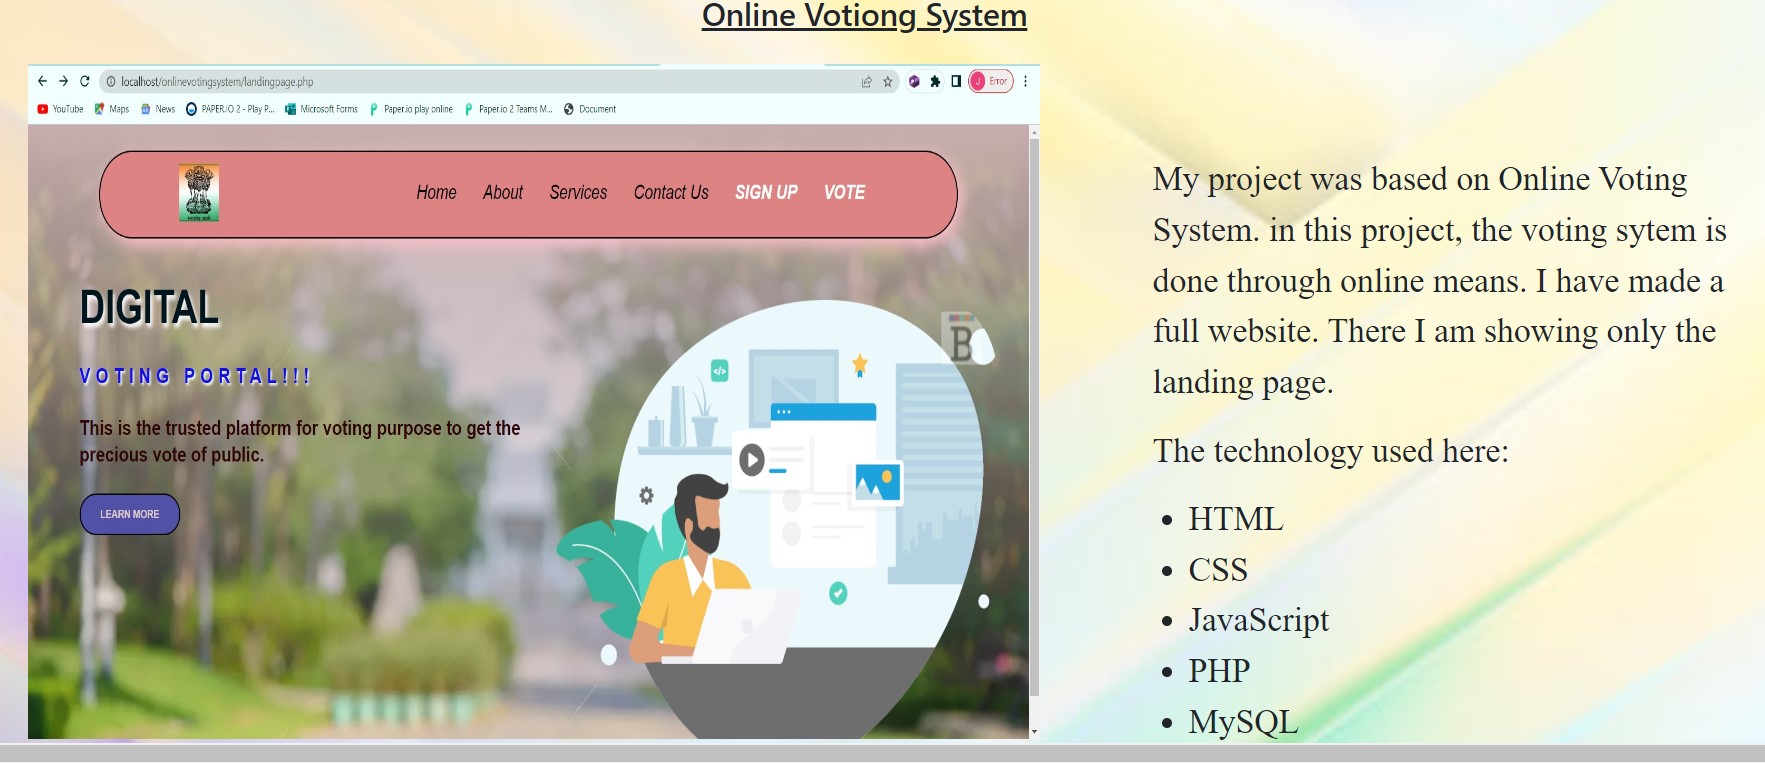 Online Votiong System
localhost/onlinevotingsystem/landingpage.php
Error
YouTube Maps News PAPER.IO 2 - Play P... Microsoft Forms Paper.io play online Paper.io 2 Teams M... Document
Home About Services Contact Us SIGN UP VOTE
DIGITAL
VOTING PORTAL!!!
This is the trusted platform for voting purpose to get the
precious vote of public.
LEARN MORE
B
My project was based on Online Voting
System. in this project, the voting sytem is
done through online means. I have made a
full website. There I am showing only the
landing page.
The technology used here:
HTML
CSS
JavaScript
PHP
MySQL